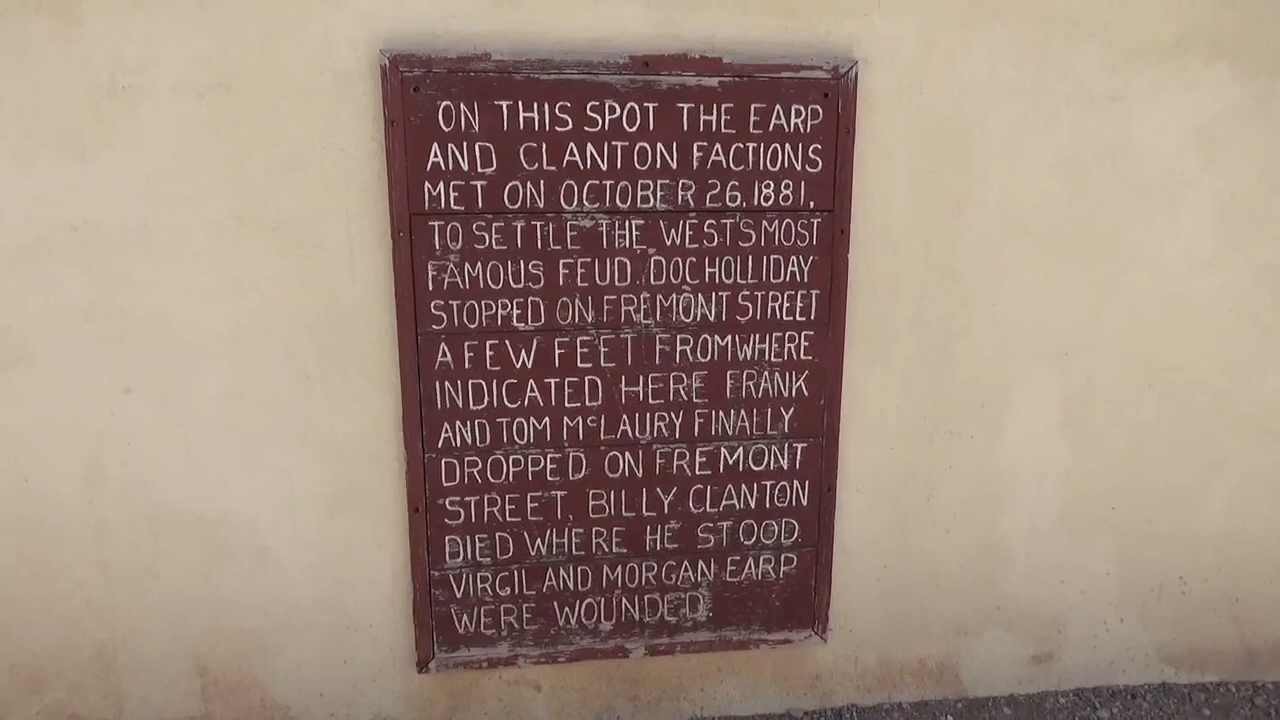 ON THIS SPOT THE EARP
AND CLANTON FACTIONS
MET ON OCTOBER 26, 1881,
TO SETTLE THE WEST'S MOST
FAMOUS FEUD. DOC HOLLIDAY
STOPPED ON FREMONT STREET
A FEW FEET FROM WHERE
INDICATED HERE FRANK
AND TOM McLAURY FINALLY
DROPPED ON FREMONT
STREET, BILLY CLANTON
DIED WHERE HE STOOD.
VIRGIL AND MORGAN EARP
WERE WOUNDED.